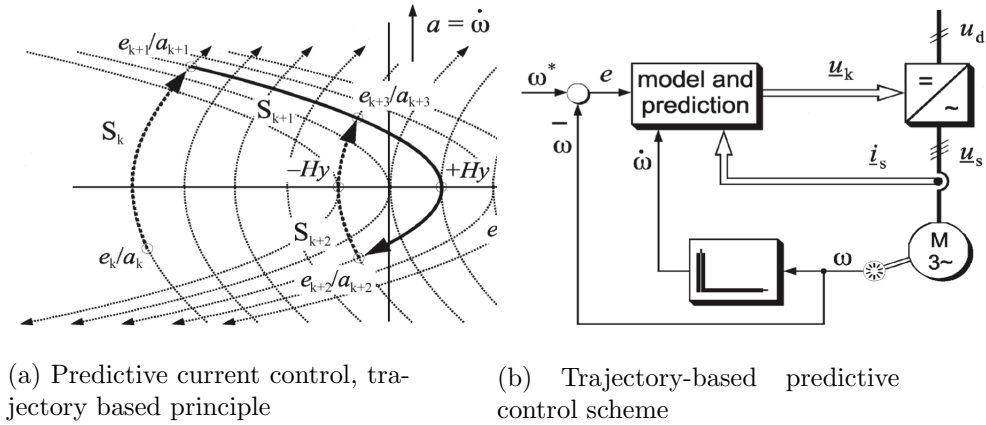 a = ω̇
e_{k+1}/a_{k+1}
S_k
S_{k+1}
e_{k+3}/a_{k+3}
–Hy
+Hy
S_{k+2}
e
e_k/a_k
e_{k+2}/a_{k+2}
ω*
e
model and
prediction
u_k
=
~
u_d
–
ω
ω̇
i_s
u_s
M
3~
ω
(a) Predictive current control, tra-
jectory based principle
(b) Trajectory-based predictive
control scheme